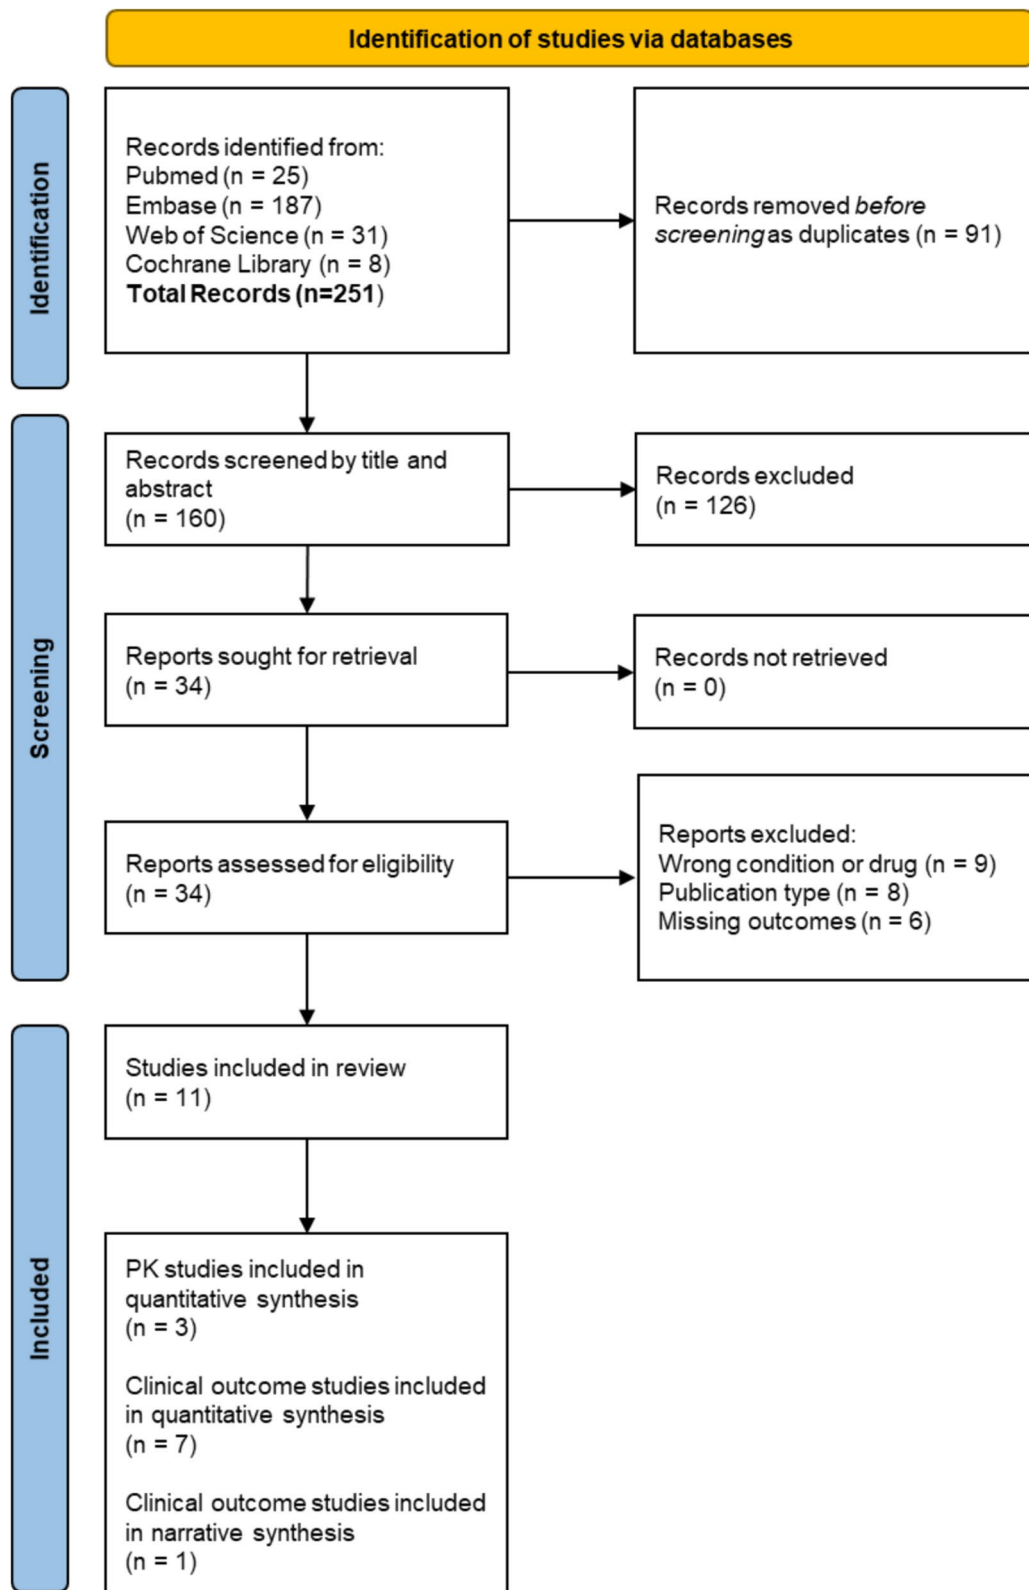 Identification of studies via databases
Identification
Records identified from:
Pubmed (n = 25)
Embase (n = 187)
Web of Science (n = 31)
Cochrane Library (n = 8)
Total Records (n=251)
Records removed before
screening as duplicates (n = 91)
Screening
Records screened by title and
abstract
(n = 160)
Records excluded
(n = 126)
Reports sought for retrieval
(n = 34)
Records not retrieved
(n = 0)
Reports assessed for eligibility
(n = 34)
Reports excluded:
Wrong condition or drug (n = 9)
Publication type (n = 8)
Missing outcomes (n = 6)
Included
Studies included in review
(n = 11)
PK studies included in
quantitative synthesis
(n = 3)
Clinical outcome studies included
in quantitative synthesis
(n = 7)
Clinical outcome studies included
in narrative synthesis
(n = 1)